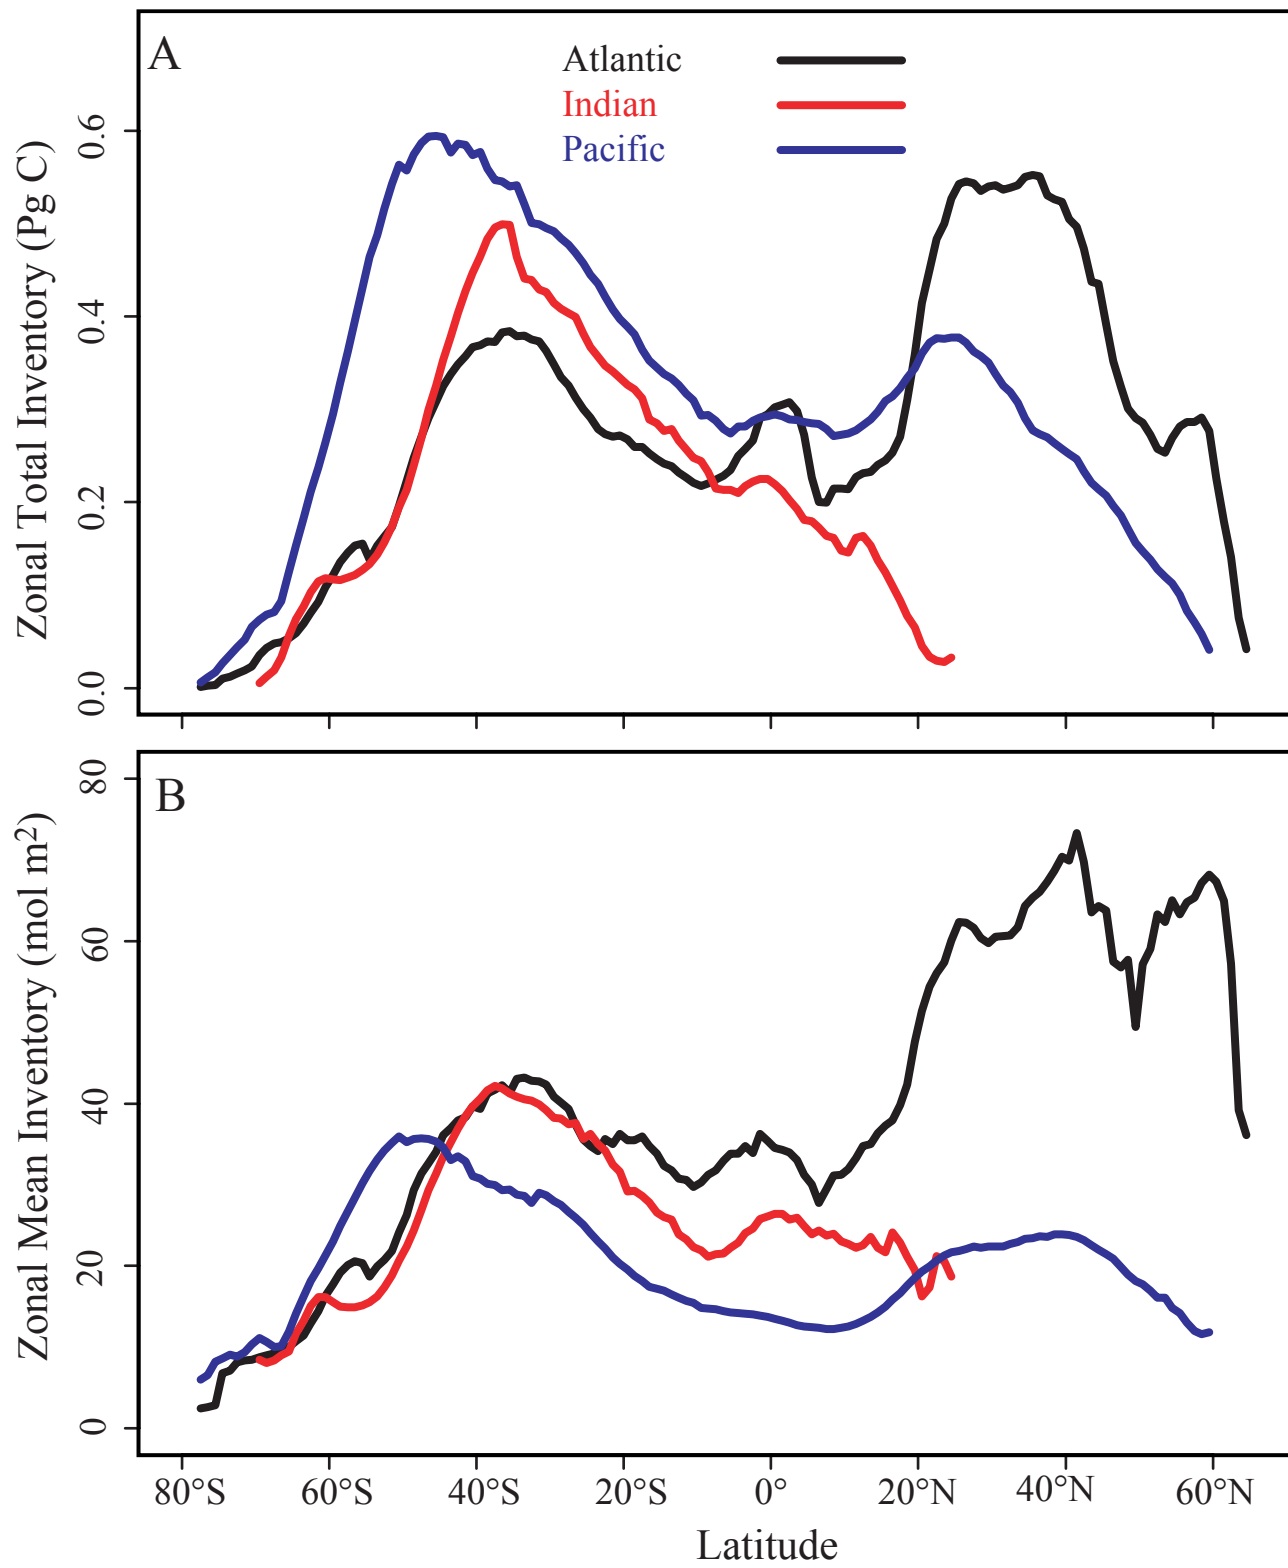 A
Atlantic
Indian
Pacific
Zonal Total Inventory (Pg C)
0.6
0.4
0.2
0.0
B
Zonal Mean Inventory (mol m²)
80
60
40
20
0
80°S 60°S 40°S 20°S 0° 20°N 40°N 60°N
Latitude